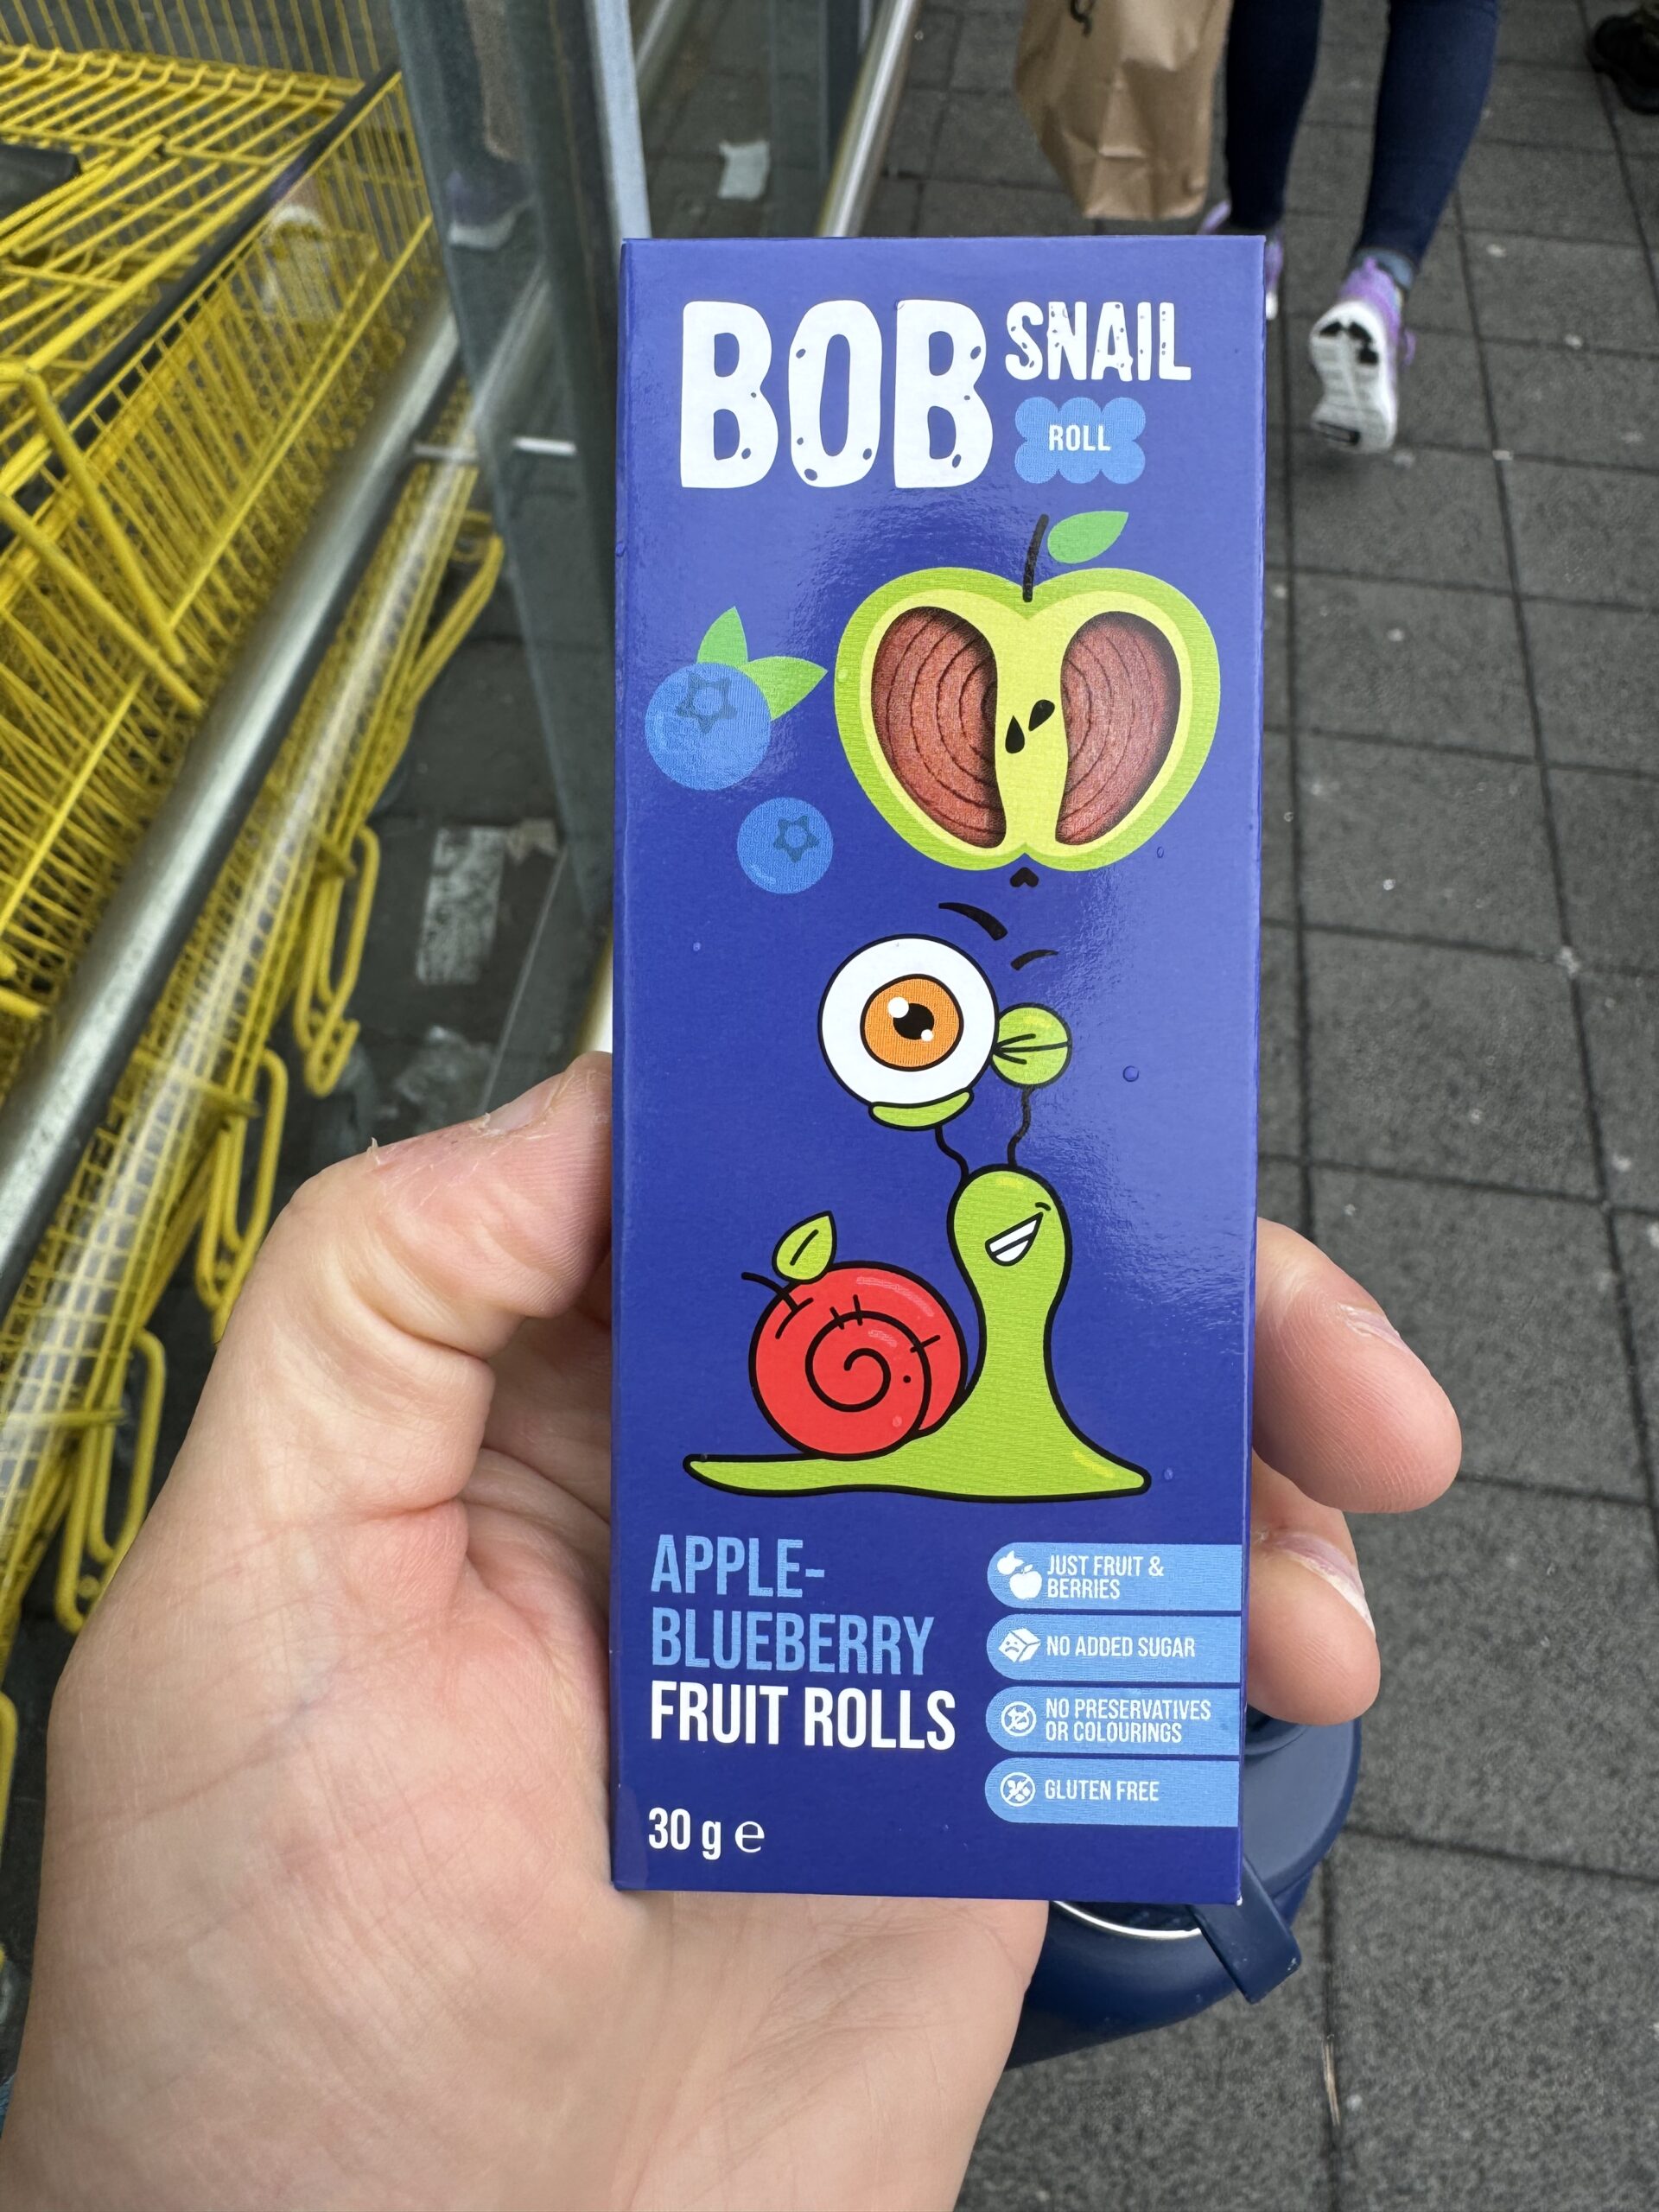 BOB SNAIL
ROLL
APPLE-
BLUEBERRY
FRUIT ROLLS
30 g ℮
JUST FRUIT &
BERRIES
NO ADDED SUGAR
NO PRESERVATIVES
OR COLOURINGS
GLUTEN FREE